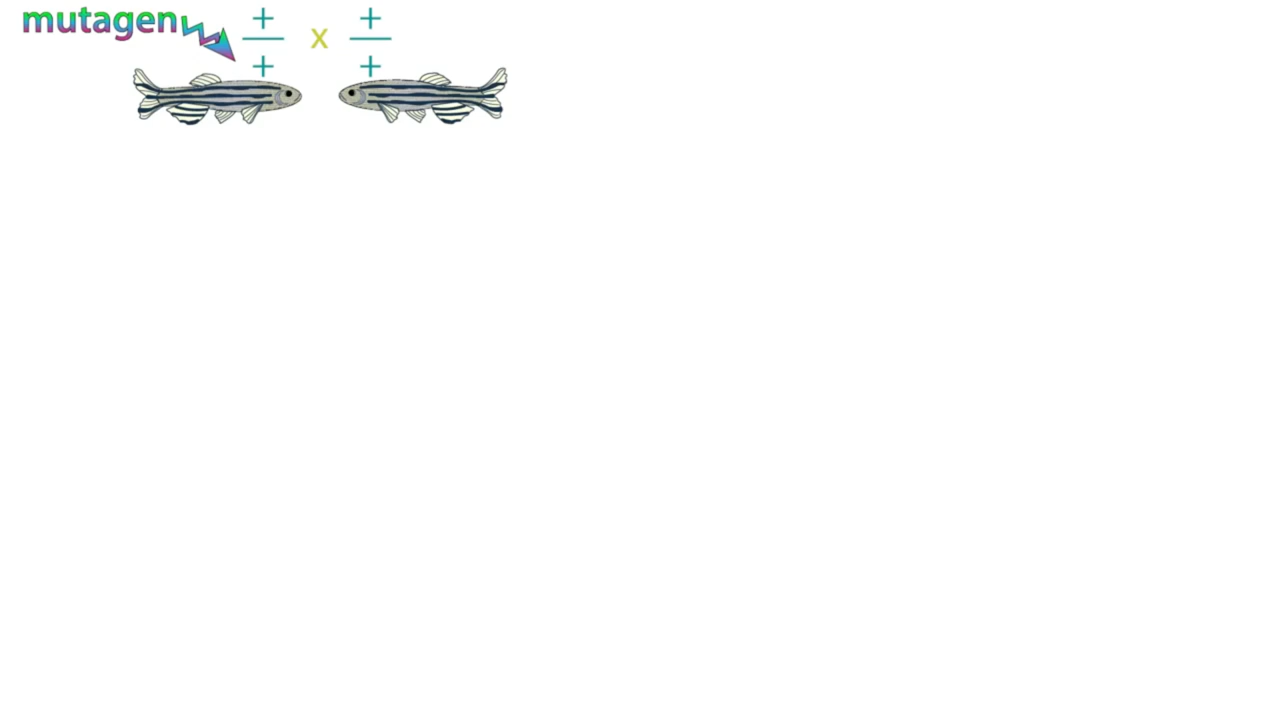 mutagen
+ x +
+ +